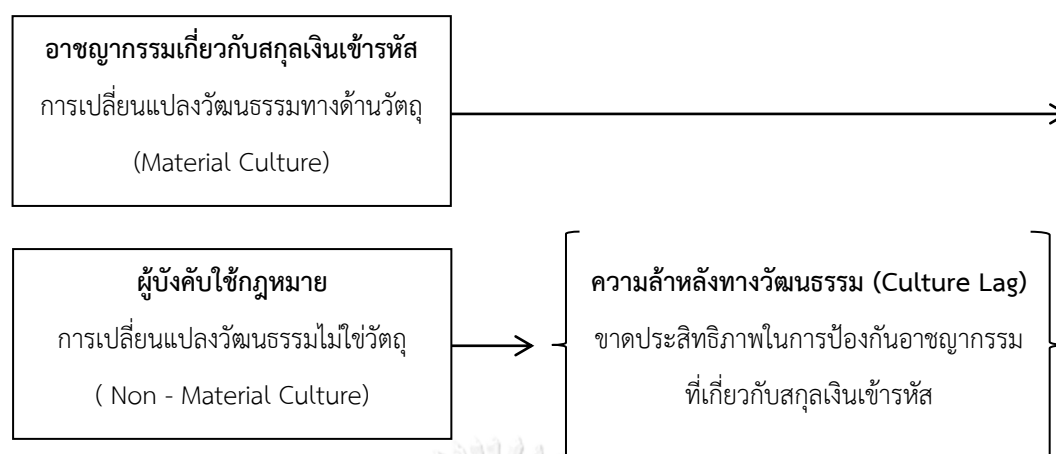 อาชญากรรมเกี่ยวกับสกุลเงินเข้ารหัส
การเปลี่ยนแปลงวัฒนธรรมทางด้านวัตถุ
(Material Culture)
ผู้บังคับใช้กฎหมาย
การเปลี่ยนแปลงวัฒนธรรมไม่ใข่วัตถุ
( Non - Material Culture)
ความล้าหลังทางวัฒนธรรม (Culture Lag)
ขาดประสิทธิภาพในการป้องกันอาชญากรรม
ที่เกี่ยวกับสกุลเงินเข้ารหัส